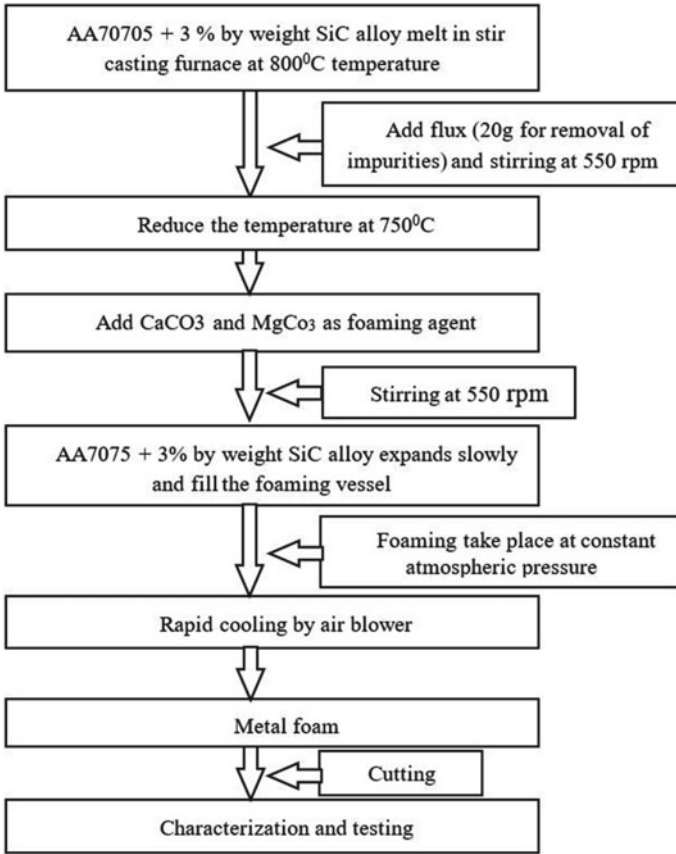 AA70705 + 3 % by weight SiC alloy melt in stir
casting furnace at 800⁰C temperature
Add flux (20g for removal of
impurities) and stirring at 550 rpm
Reduce the temperature at 750⁰C
Add CaCO3 and MgCo₃ as foaming agent
Stirring at 550 rpm
AA7075 + 3% by weight SiC alloy expands slowly
and fill the foaming vessel
Foaming take place at constant
atmospheric pressure
Rapid cooling by air blower
Metal foam
Cutting
Characterization and testing